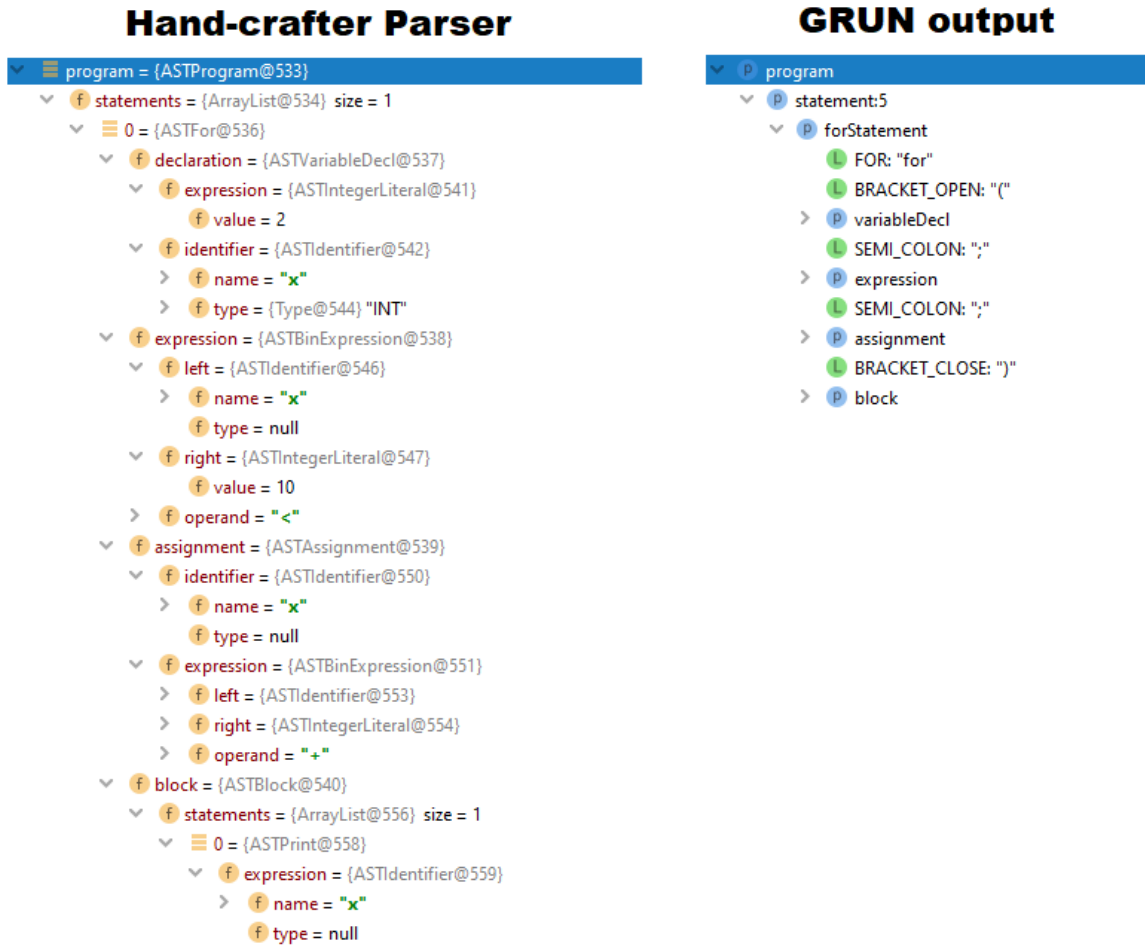 Hand-crafter Parser
program = {ASTProgram@533}
f statements = {ArrayList@534} size = 1
0 = {ASTFor@536}
f declaration = {ASTVariableDecl@537}
f expression = {ASTIntegerLiteral@541}
f value = 2
f identifier = {ASTIdentifier@542}
f name = "x"
f type = {Type@544} "INT"
f expression = {ASTBinExpression@538}
f left = {ASTIdentifier@546}
f name = "x"
f type = null
f right = {ASTIntegerLiteral@547}
f value = 10
f operand = "<"
f assignment = {ASTAssignment@539}
f identifier = {ASTIdentifier@550}
f name = "x"
f type = null
f expression = {ASTBinExpression@551}
f left = {ASTIdentifier@553}
f right = {ASTIntegerLiteral@554}
f operand = "+"
f block = {ASTBlock@540}
f statements = {ArrayList@556} size = 1
0 = {ASTPrint@558}
f expression = {ASTIdentifier@559}
f name = "x"
f type = null
GRUN output
P program
P statement:5
P forStatement
L FOR: "for"
L BRACKET_OPEN: "("
P variableDecl
L SEMI_COLON: ";"
P expression
L SEMI_COLON: ";"
P assignment
L BRACKET_CLOSE: ")"
P block